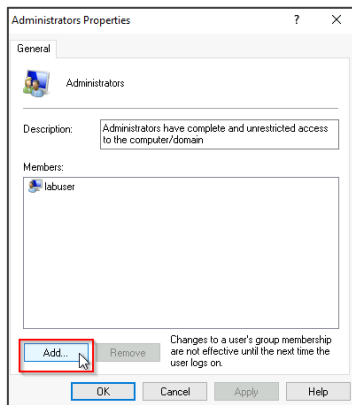 Administrators Properties
?
General
Administrators
Description:
Administrators have complete and unrestricted access
to the computer/domain
Members:
labuser
Add...
Remove
Changes to a user's group membership
are not effective until the next time the
user logs on.
OK
Cancel
Apply
Help